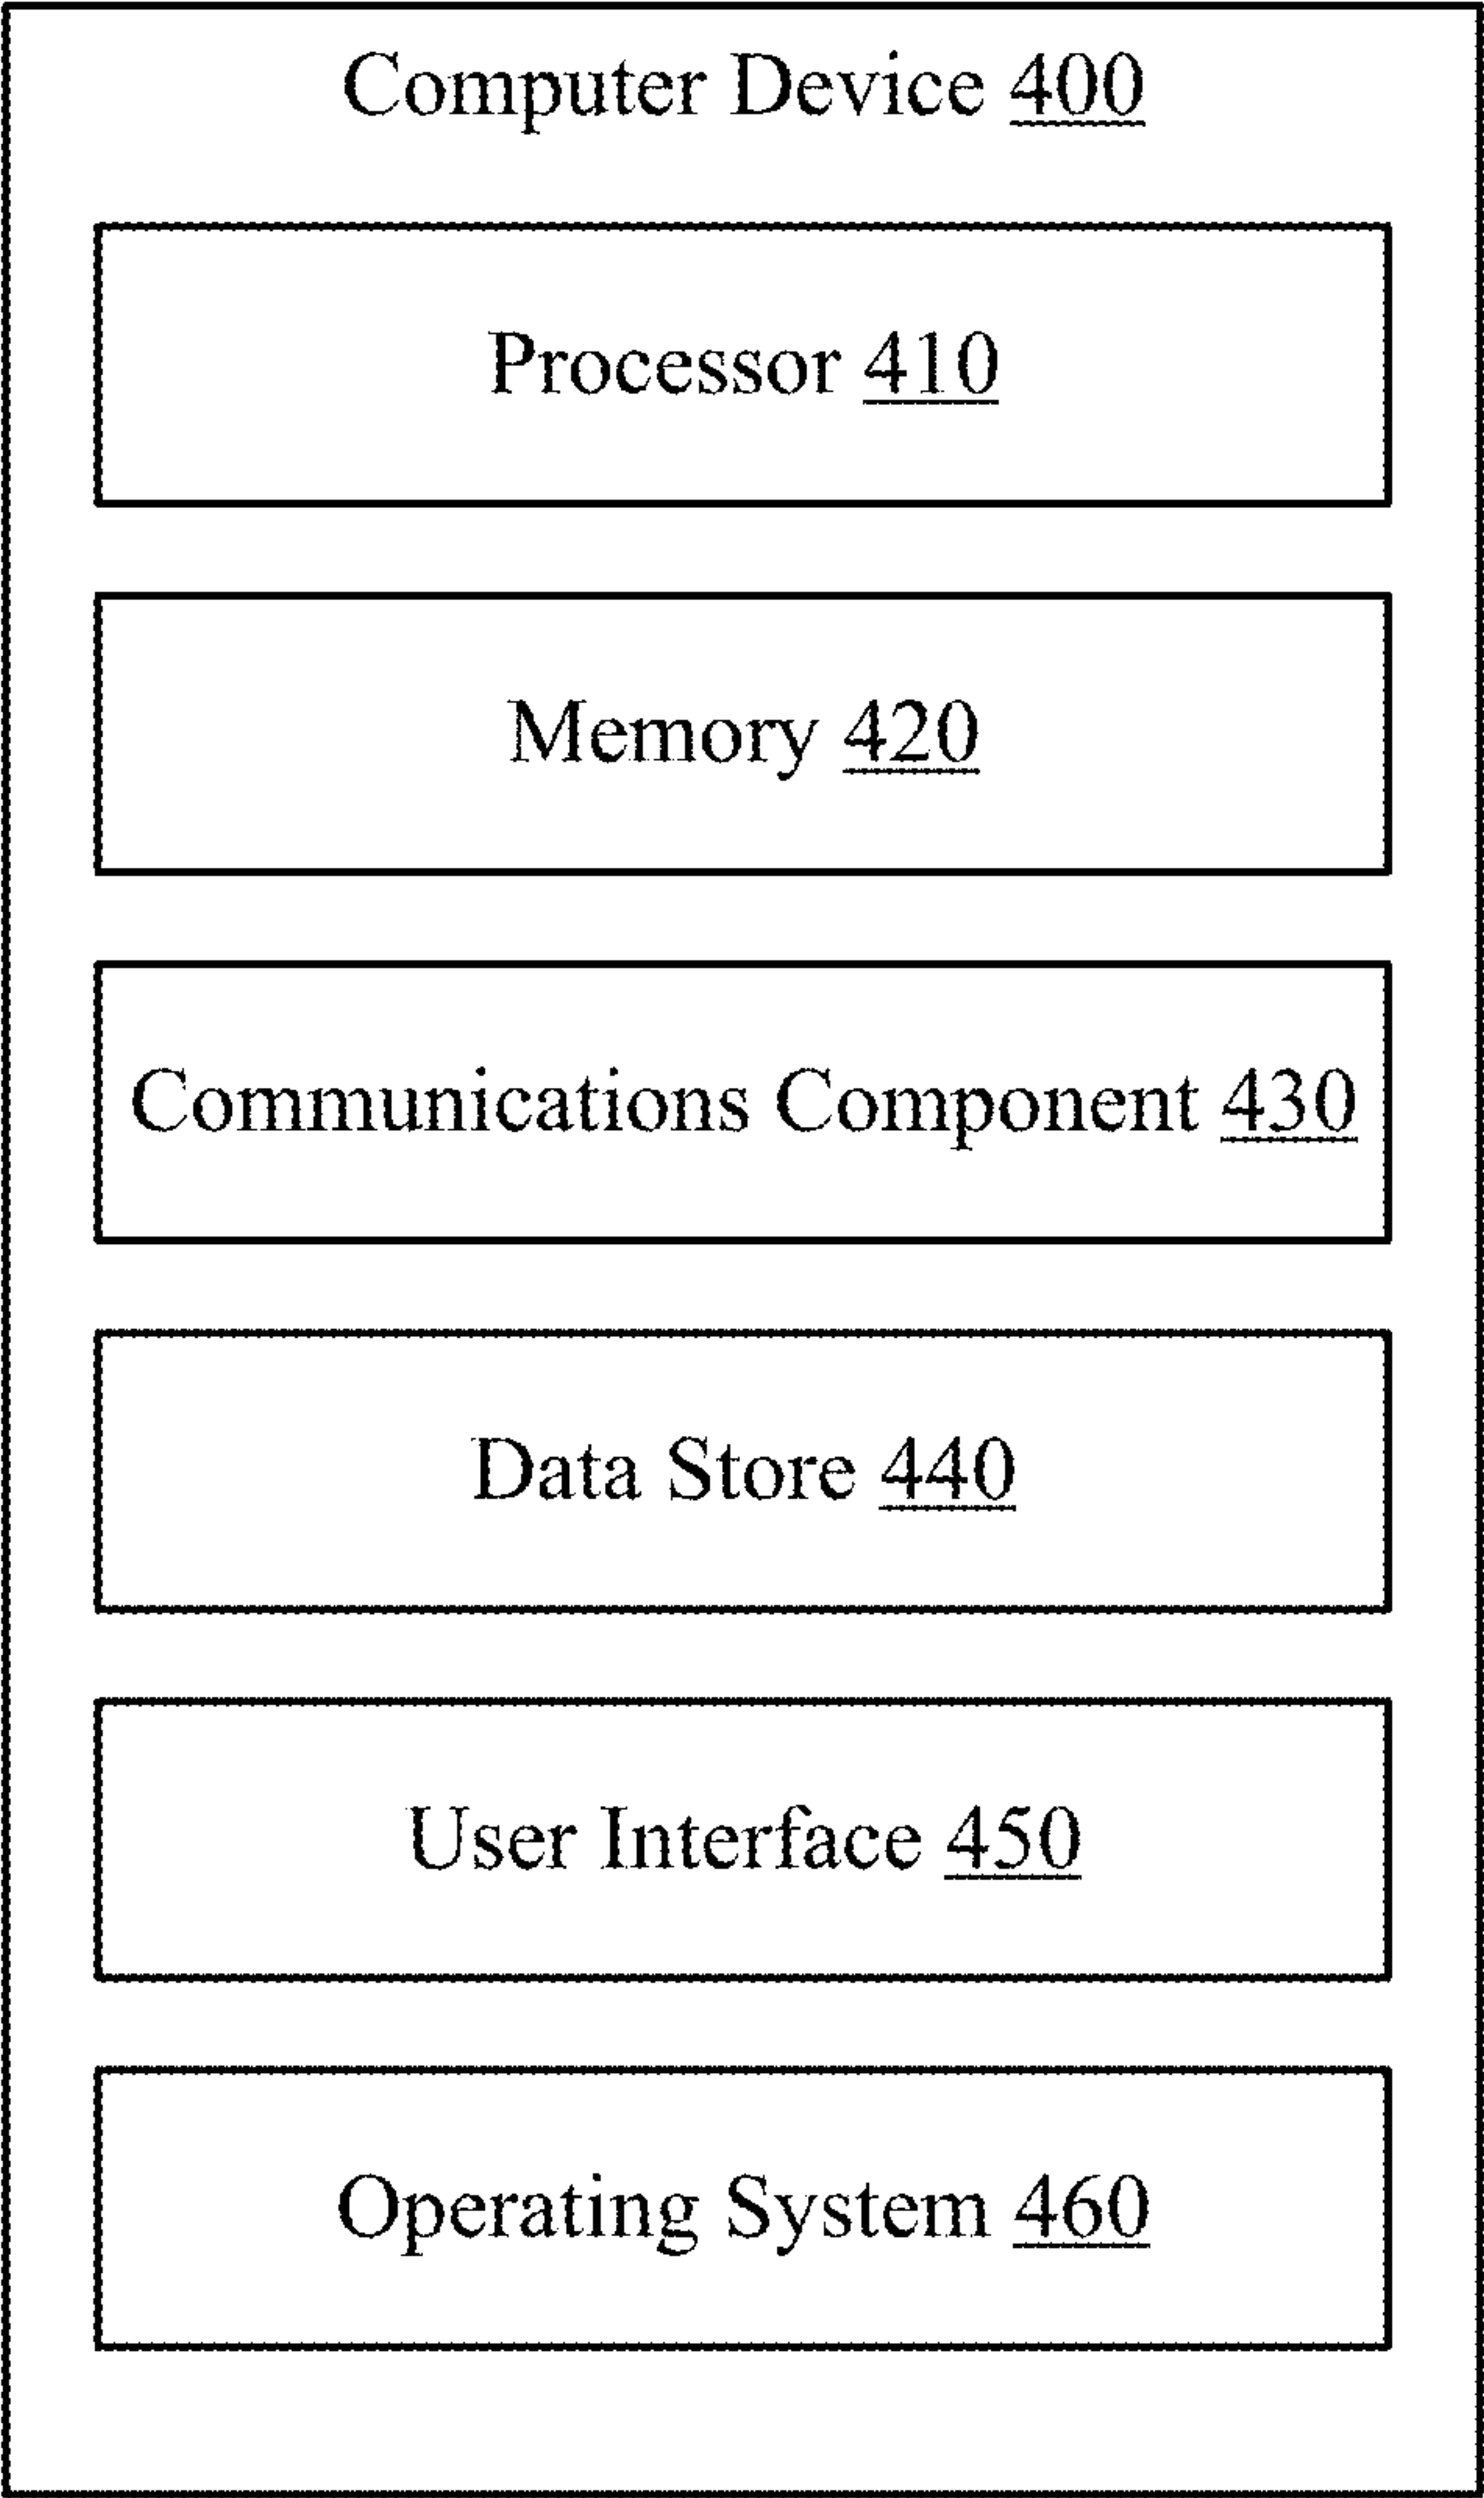 Computer Device 400
Processor 410
Memory 420
Communications Component 430
Data Store 440
User Interface 450
Operating System 460